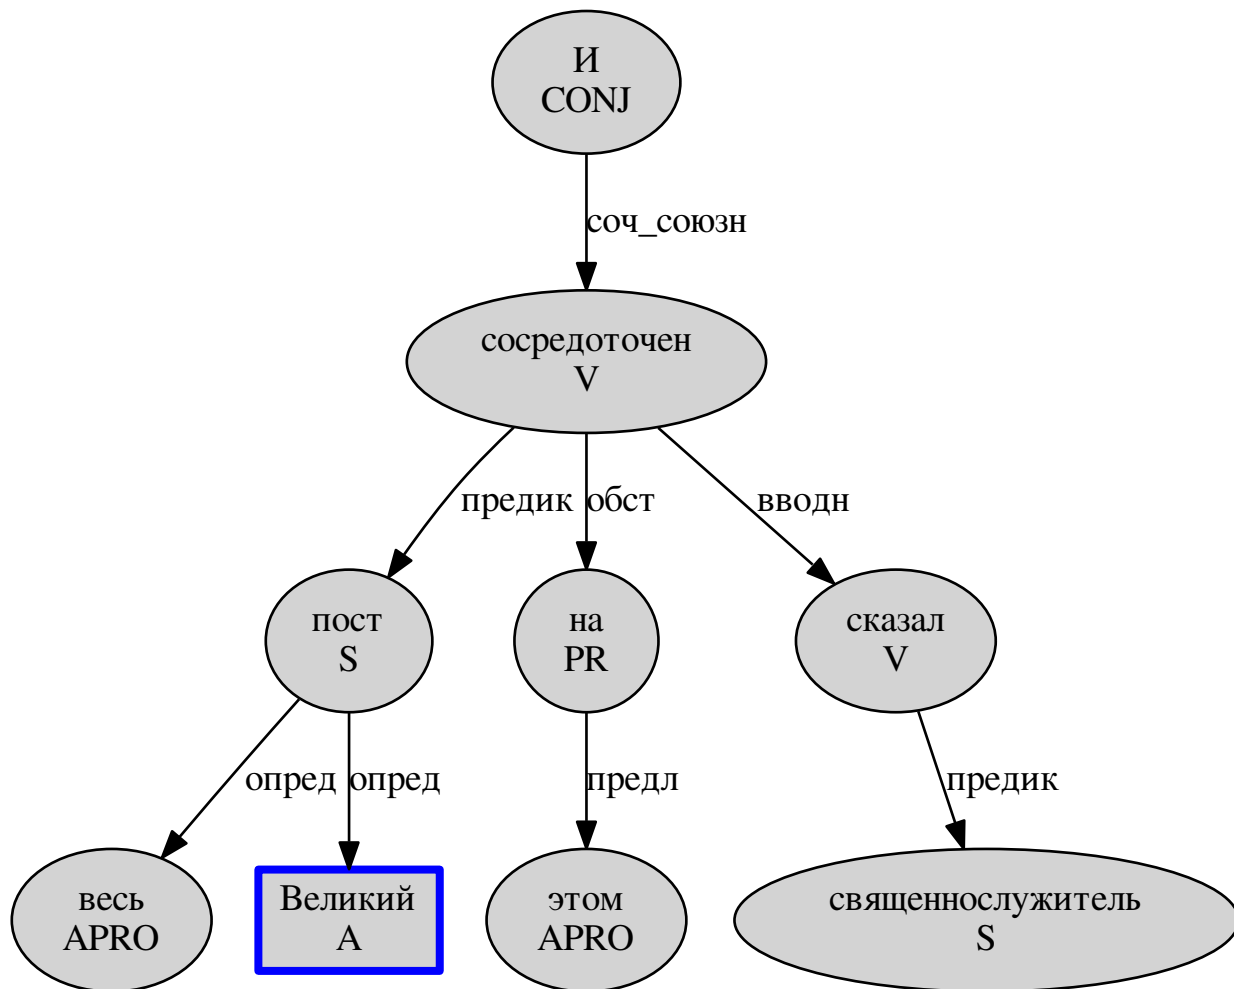 И
CONJ
соч_союзн
сосредоточен
V
предик
обст
вводн
пост
S
на
PR
сказал
V
опред
опред
предл
предик
весь
APRO
Великий
A
этом
APRO
священнослужитель
S